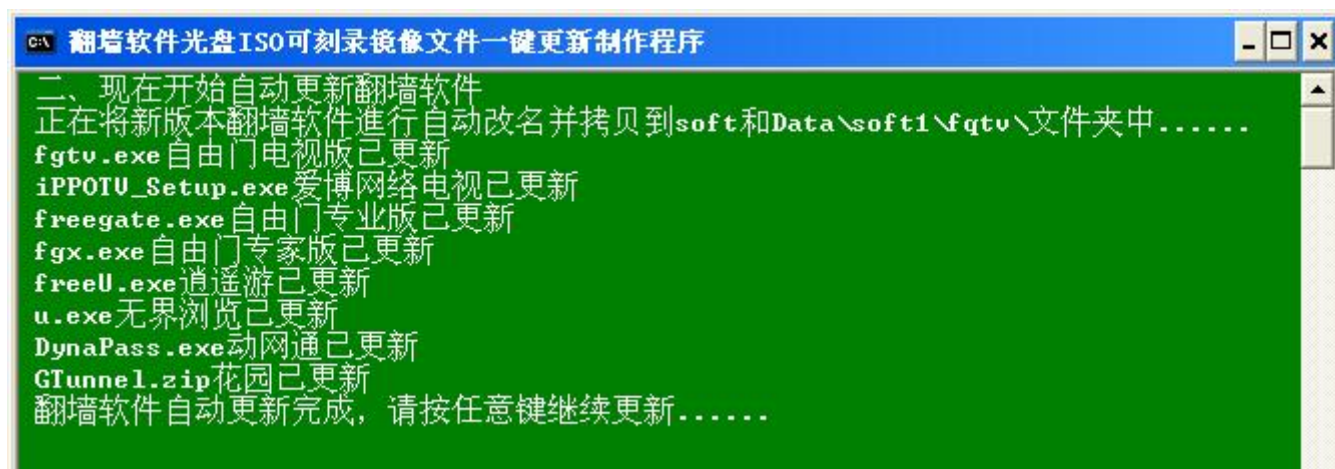 翻墙软件光盘ISO可刻录镜像文件一键更新制作程序
二、现在开始自动更新翻墙软件
正在将新版本翻墙软件進行自动改名并拷贝到soft和Data\soft1\fqtv\文件夹中......
fgtv.exe自由门电视版已更新
iPPOTV_Setup.exe爱博网络电视已更新
freegate.exe自由门专业版已更新
fgx.exe自由门专家版已更新
freeU.exe逍遥游已更新
u.exe无界浏览已更新
DynaPass.exe动网通已更新
GTunnel.zip花园已更新
翻墙软件自动更新完成，请按任意键继续更新......